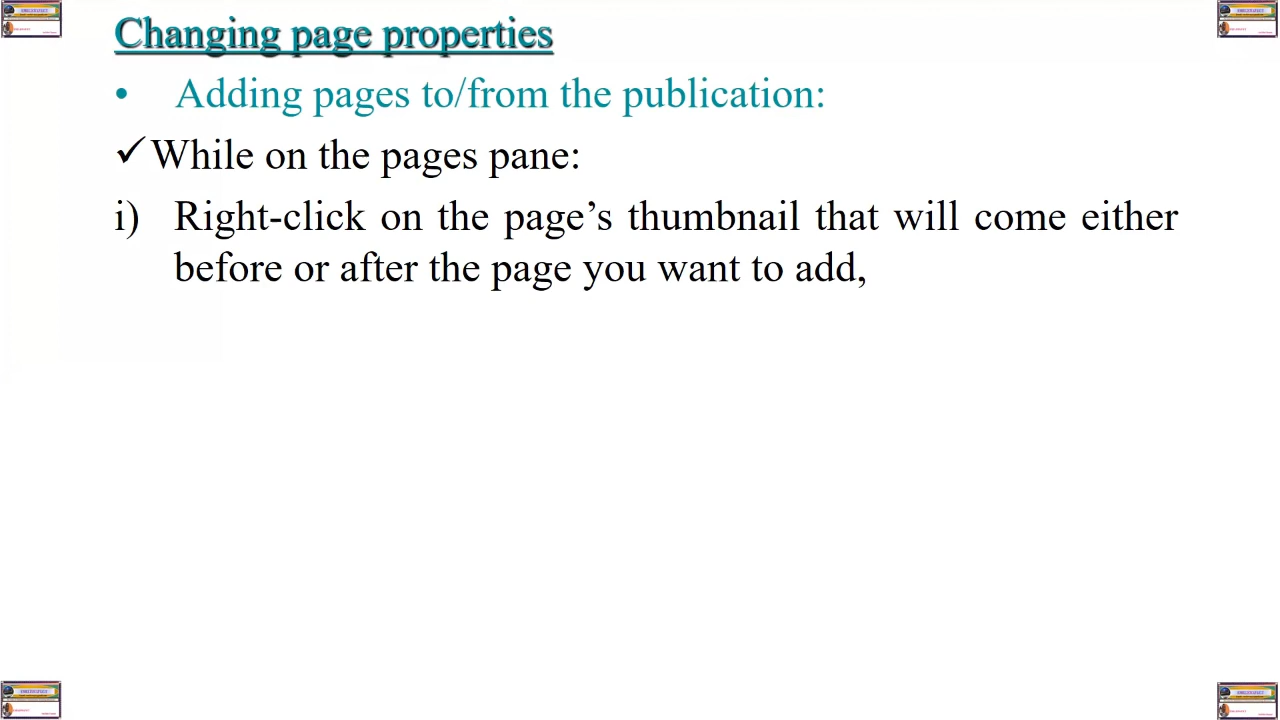 Changing page properties
• Adding pages to/from the publication:
✓ While on the pages pane:
i) Right-click on the page’s thumbnail that will come either
before or after the page you want to add,